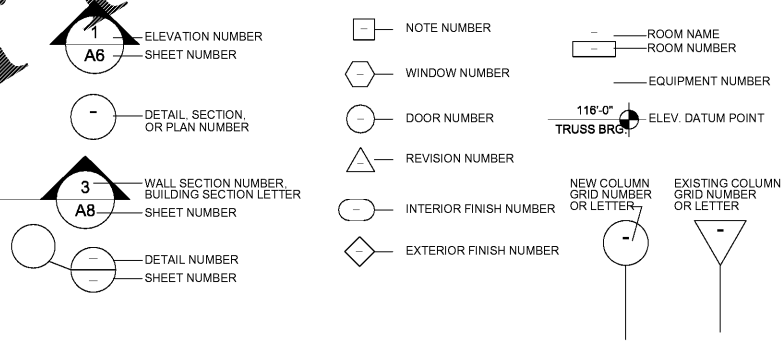 1
ELEVATION NUMBER
A6
SHEET NUMBER
-
DETAIL, SECTION,
OR PLAN NUMBER
3
WALL SECTION NUMBER,
BUILDING SECTION LETTER
A8
SHEET NUMBER
-
DETAIL NUMBER
-
SHEET NUMBER
-
NOTE NUMBER
-
WINDOW NUMBER
-
DOOR NUMBER
-
REVISION NUMBER
-
INTERIOR FINISH NUMBER
-
EXTERIOR FINISH NUMBER
-
ROOM NAME
-
ROOM NUMBER
EQUIPMENT NUMBER
116'-0"
TRUSS BRG.
ELEV. DATUM POINT
NEW COLUMN
GRID NUMBER
OR LETTER
-
EXISTING COLUMN
GRID NUMBER
OR LETTER
-